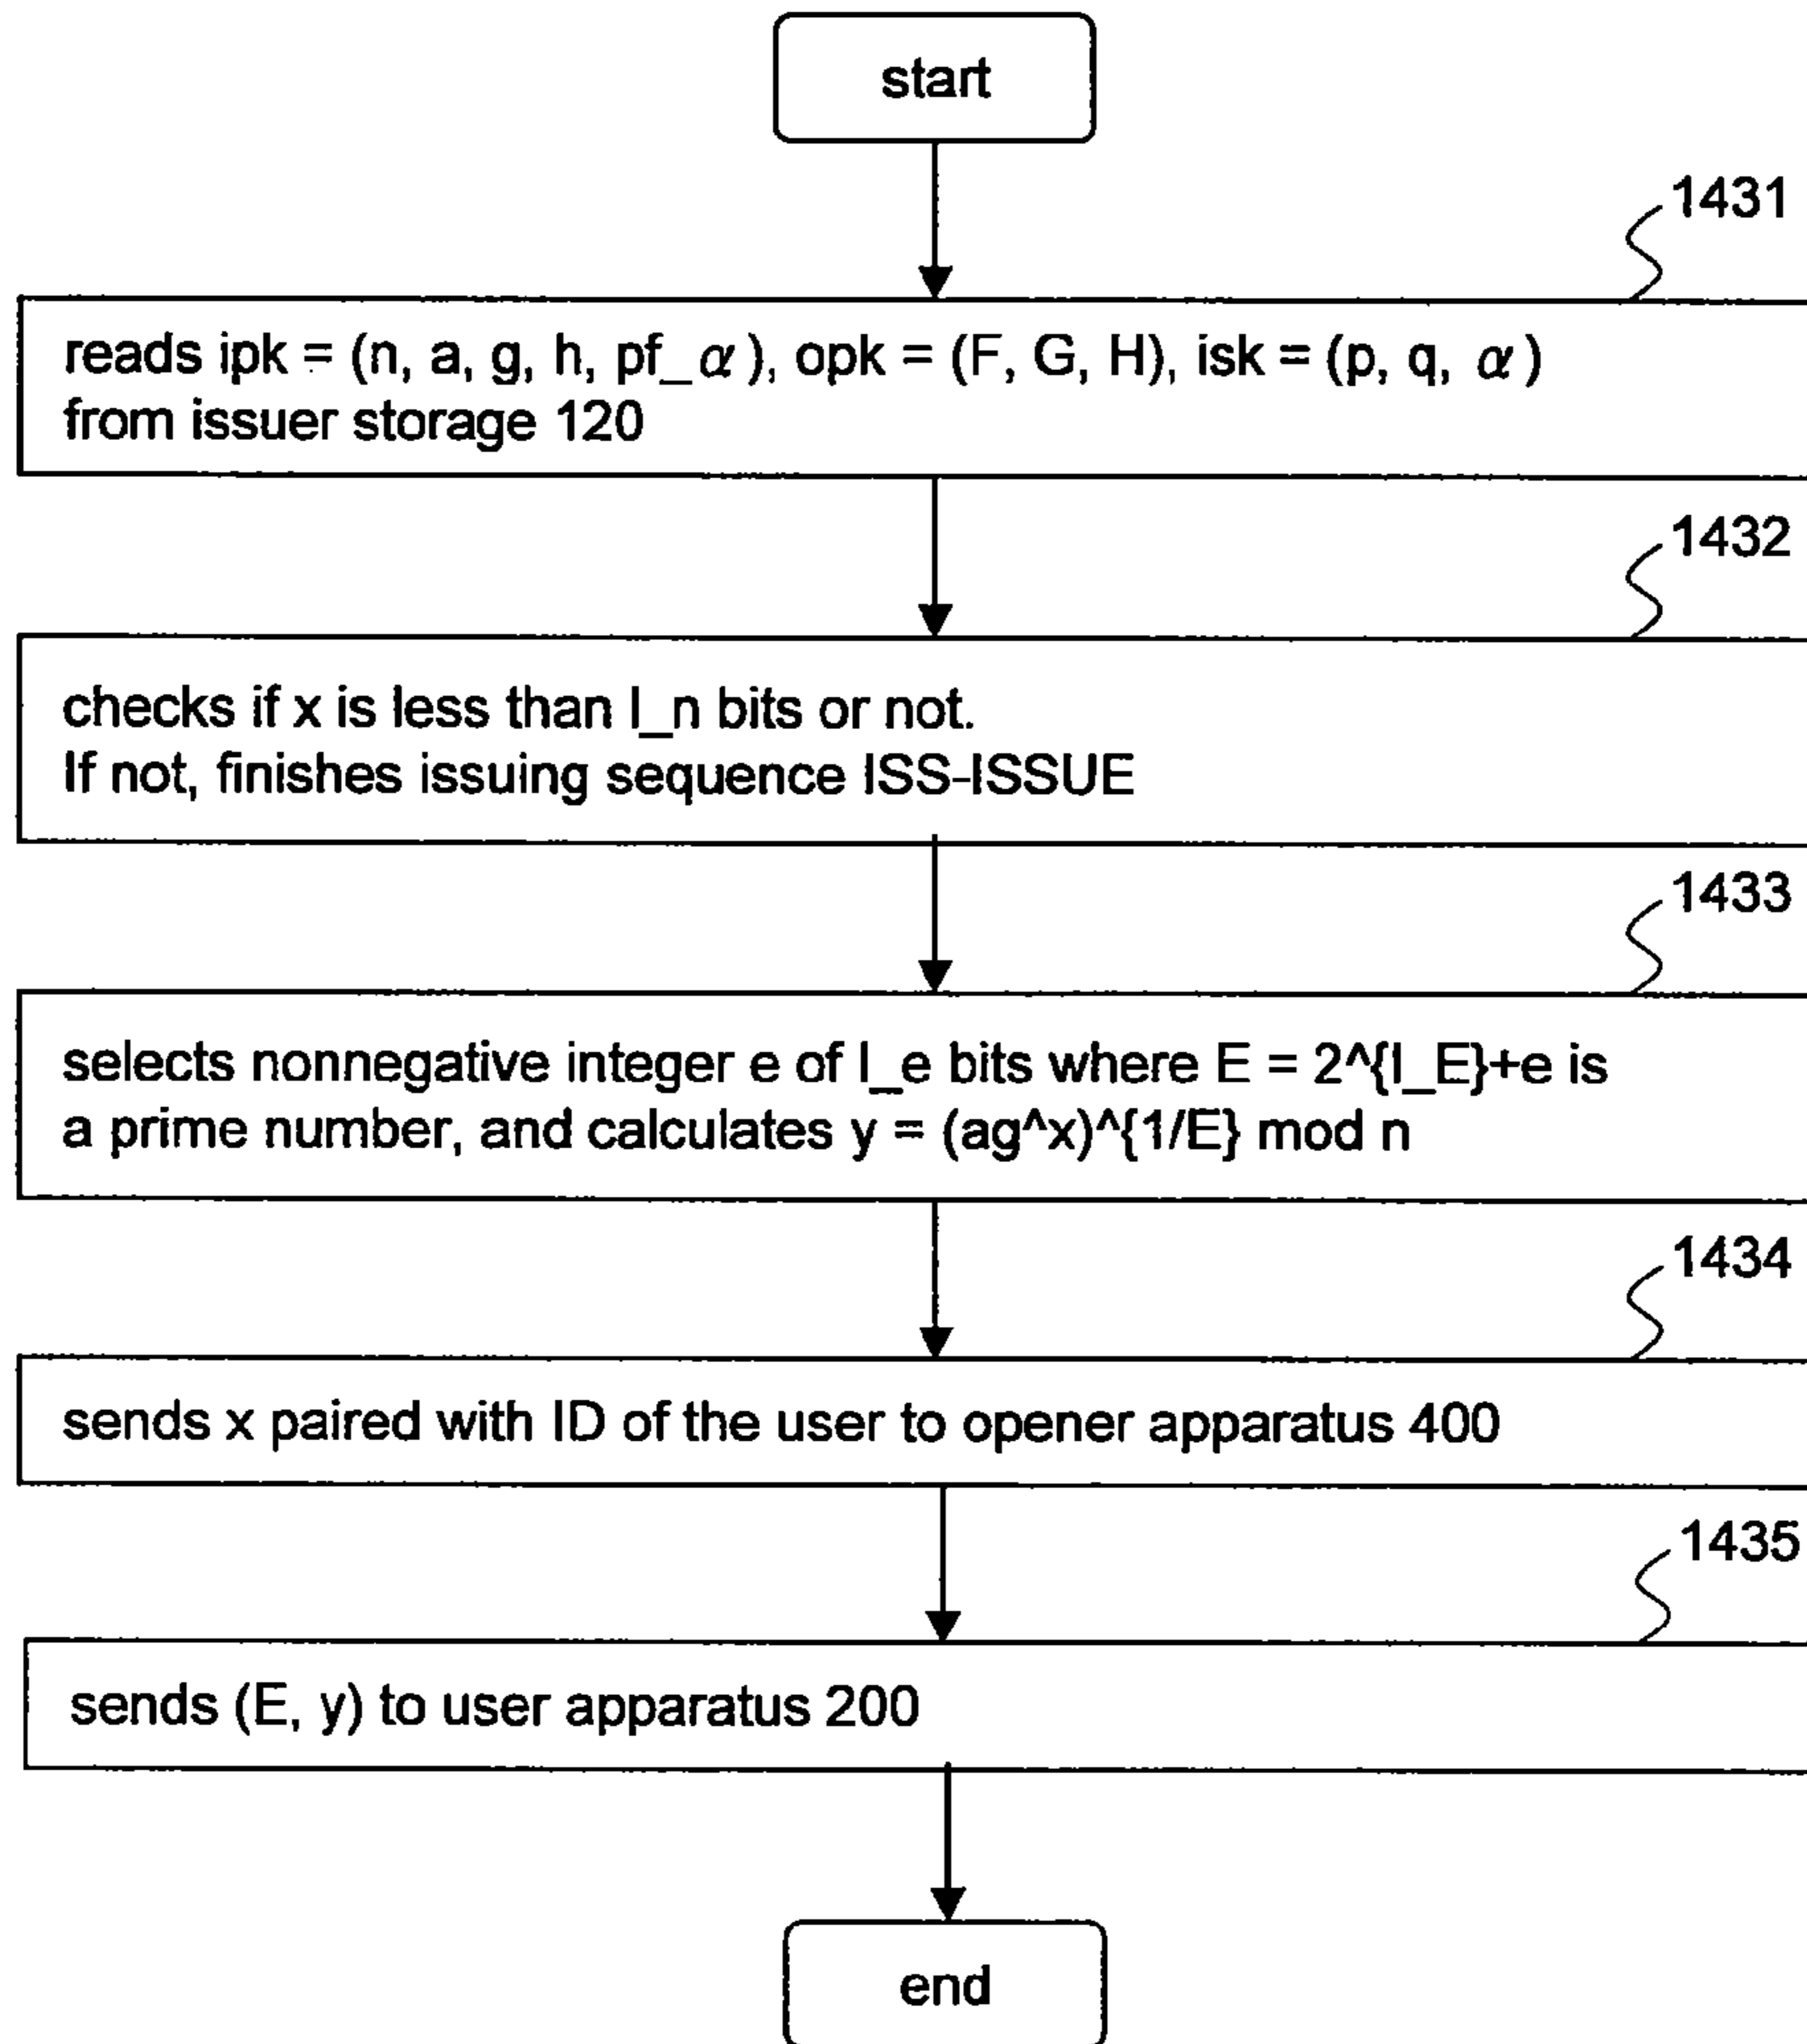 start
1431
reads ipk = (n, a, g, h, pf_α), opk = (F, G, H), isk = (p, q, α)
from issuer storage 120
1432
checks if x is less than l_n bits or not.
If not, finishes issuing sequence ISS-ISSUE
1433
selects nonnegative integer e of l_e bits where E = 2^{l_E}+e is
a prime number, and calculates y = (ag^x)^{1/E} mod n
1434
sends x paired with ID of the user to opener apparatus 400
1435
sends (E, y) to user apparatus 200
end